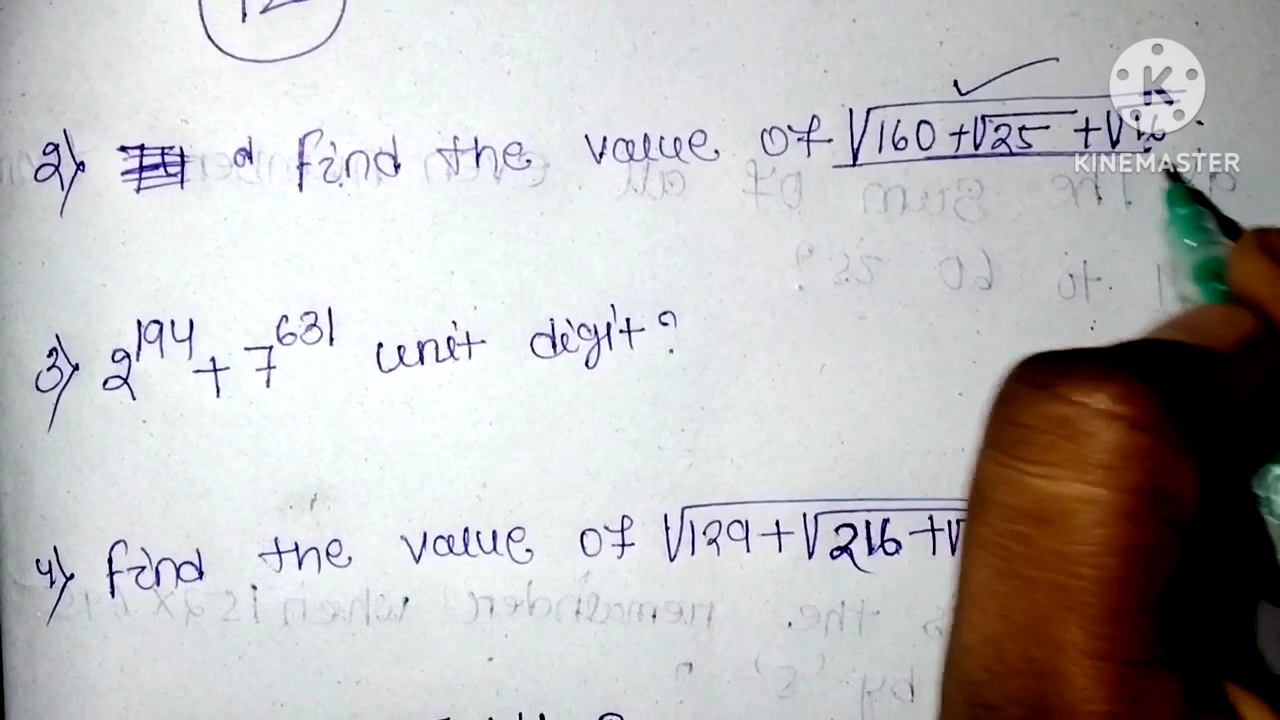 12
K
2) a find the value of √160 + √25 + √16
KINEMASTER
3) 2^194 + 7^631 unit digit?
4) find the value of √129 + √216 + √